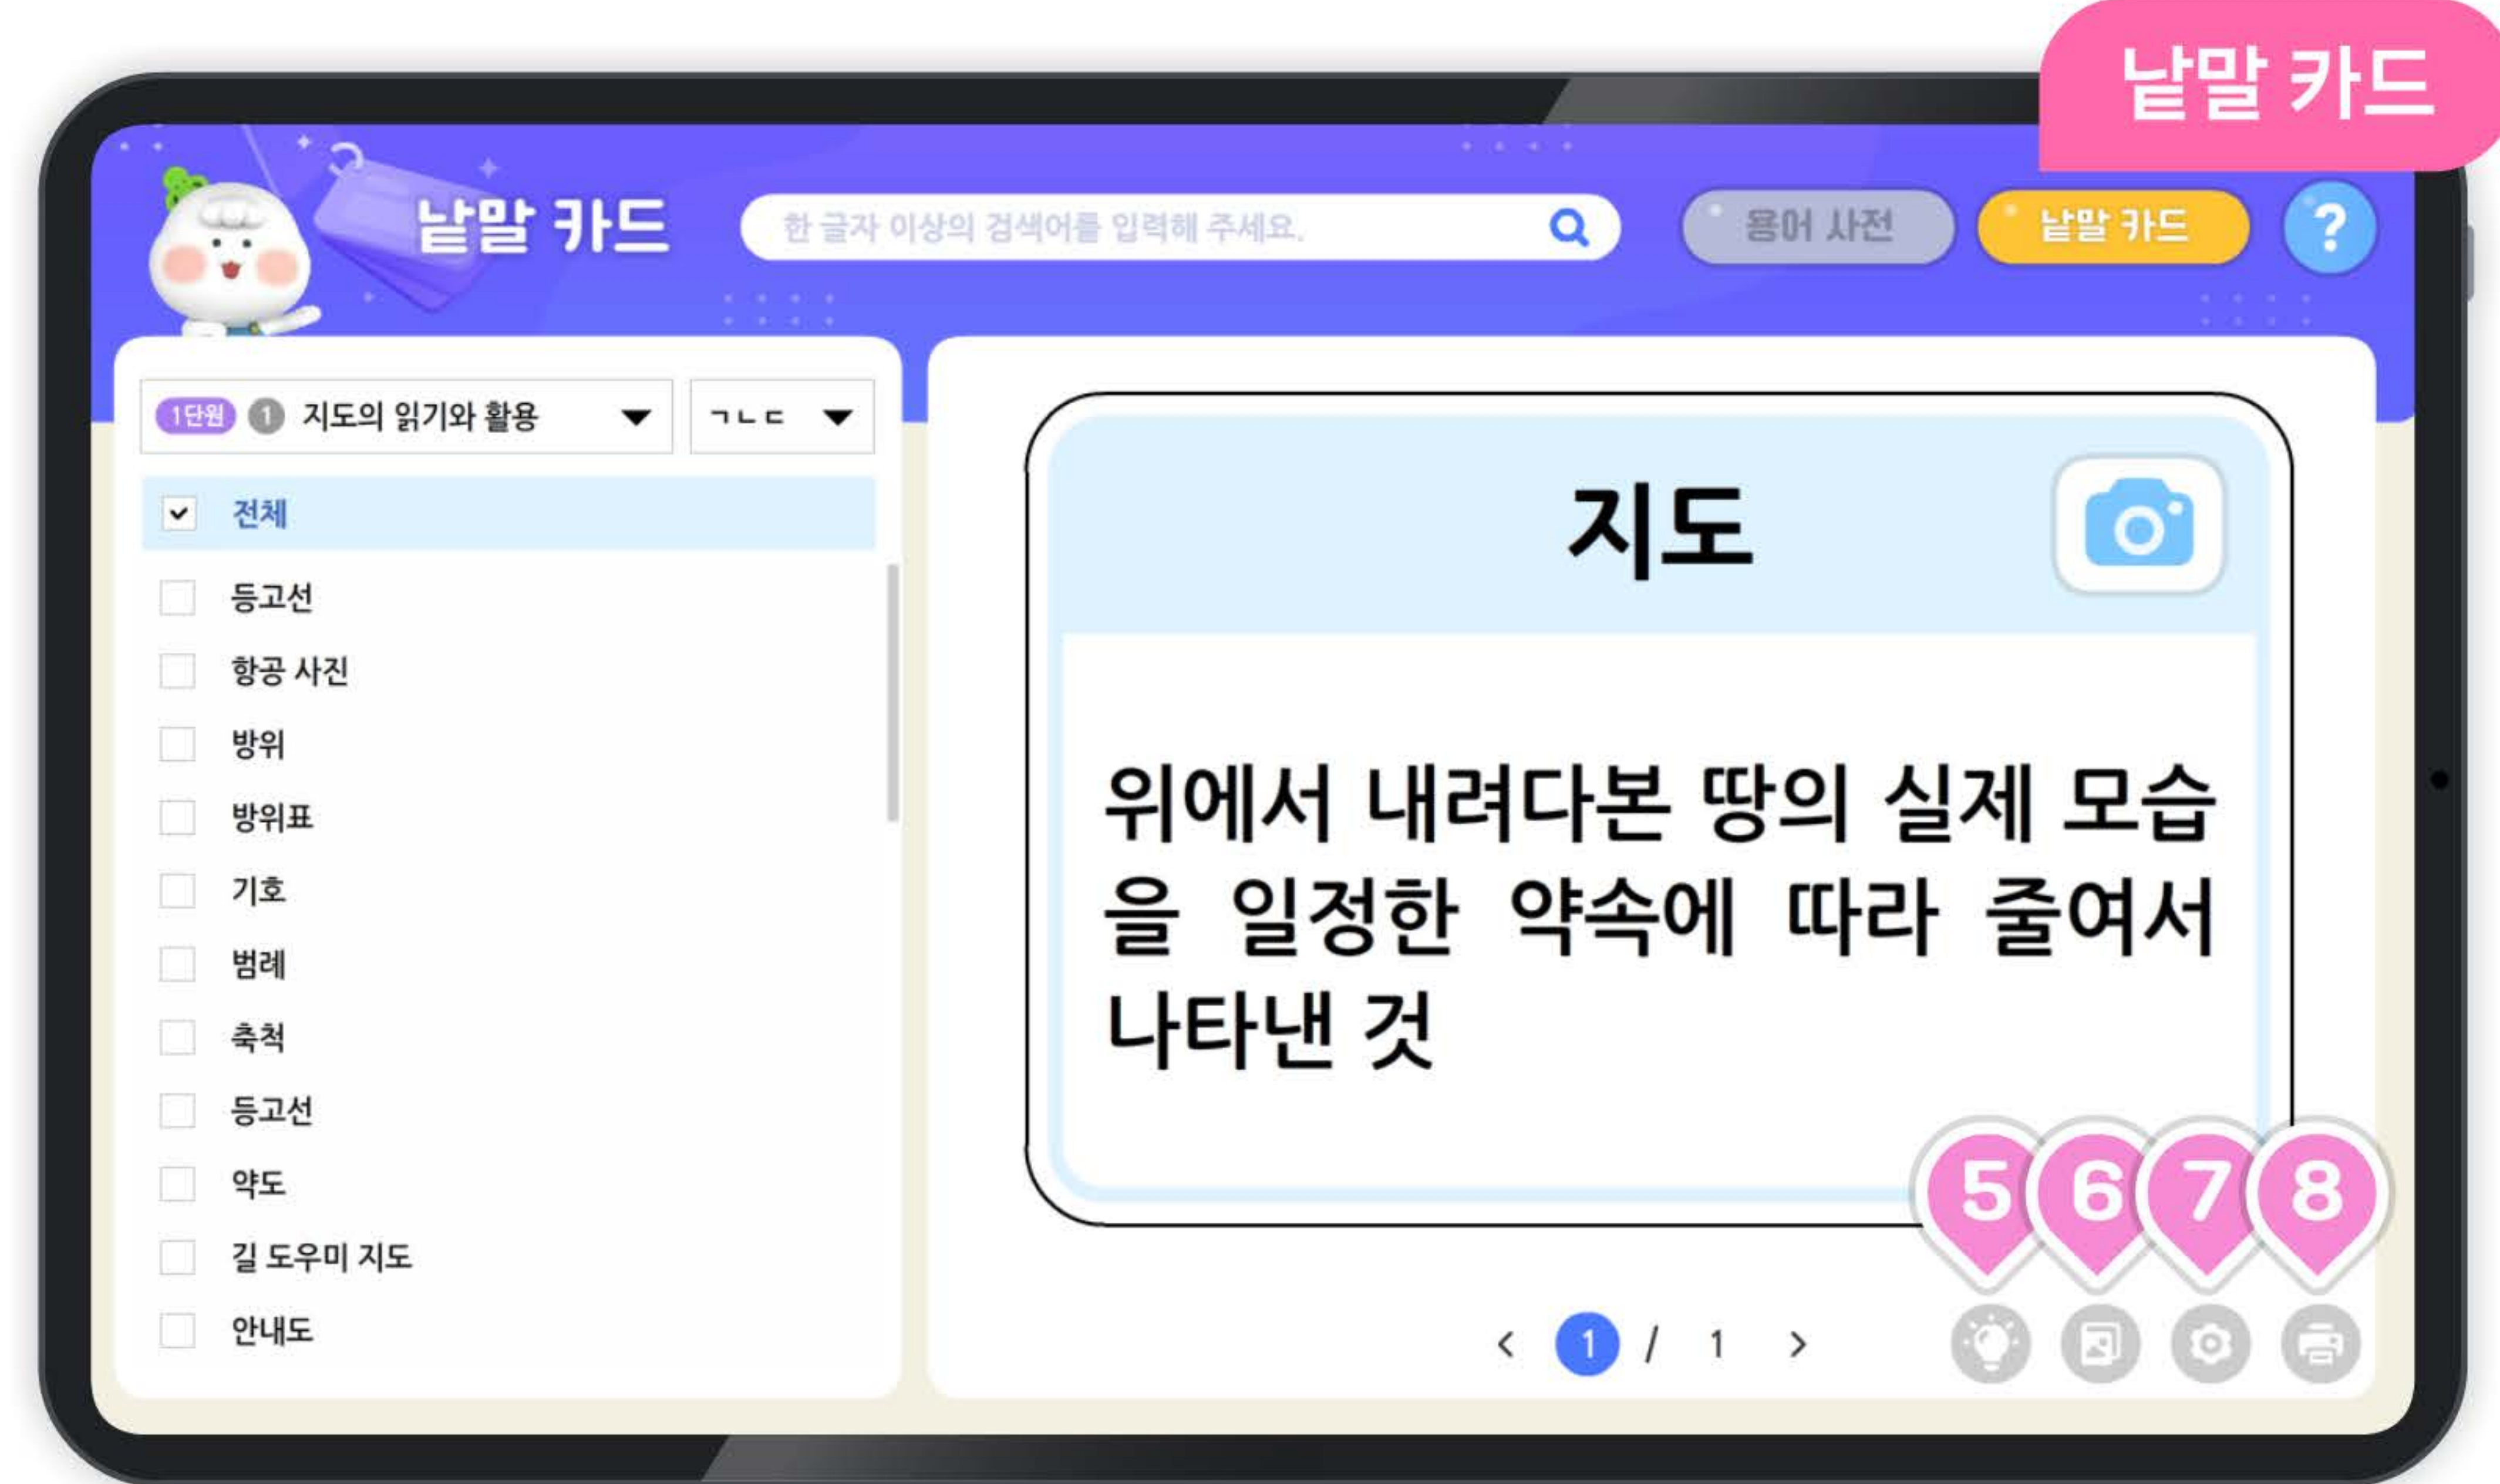 낱말 카드
낱말 카드
한 글자 이상의 검색어를 입력해 주세요.
용어 사전
낱말 카드
?
1단원 1 지도의 읽기와 활용
ㄱㄴㄷ
전체
등고선
항공 사진
방위
방위표
기호
범례
축척
등고선
약도
길 도우미 지도
안내도
지도
위에서 내려다본 땅의 실제 모습
을 일정한 약속에 따라 줄여서
나타낸 것
5 6 7 8
< 1 / 1 >